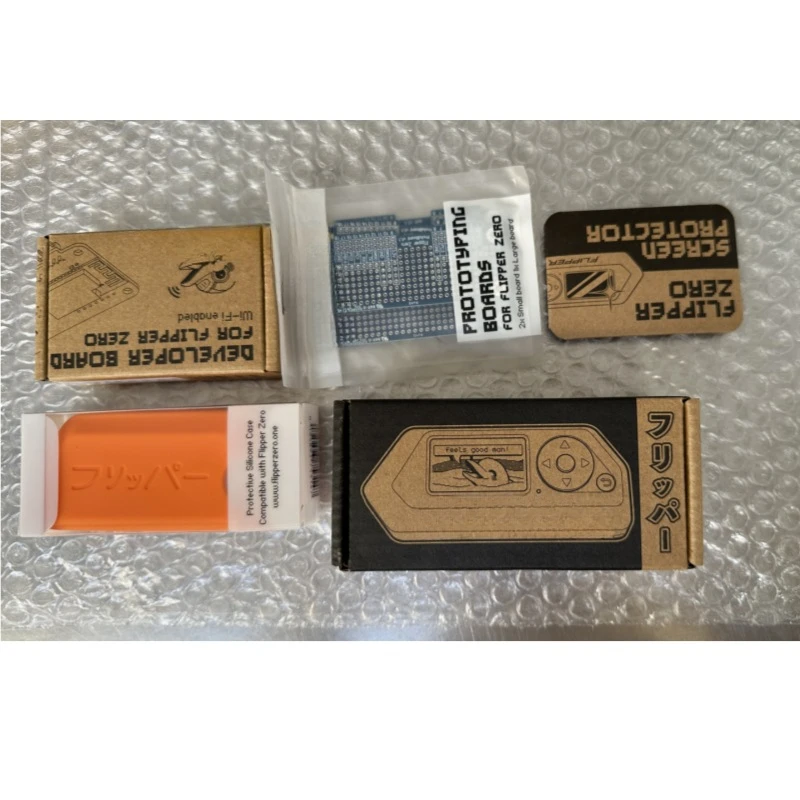 Wi-Fi enabled
DEVELOPER BOARD
FOR FLIPPER ZERO
PROTOTYPING
BOARDS
FOR FLIPPER ZERO
2x Small board 1x Large board
FLIPPER
ZERO
FLIPPER
SCREEN
PROTECTOR
フリッパー
Protective Silicone Case
Compatible with Flipper Zero
www.flipperzero.one
feels good man!
フリッパー